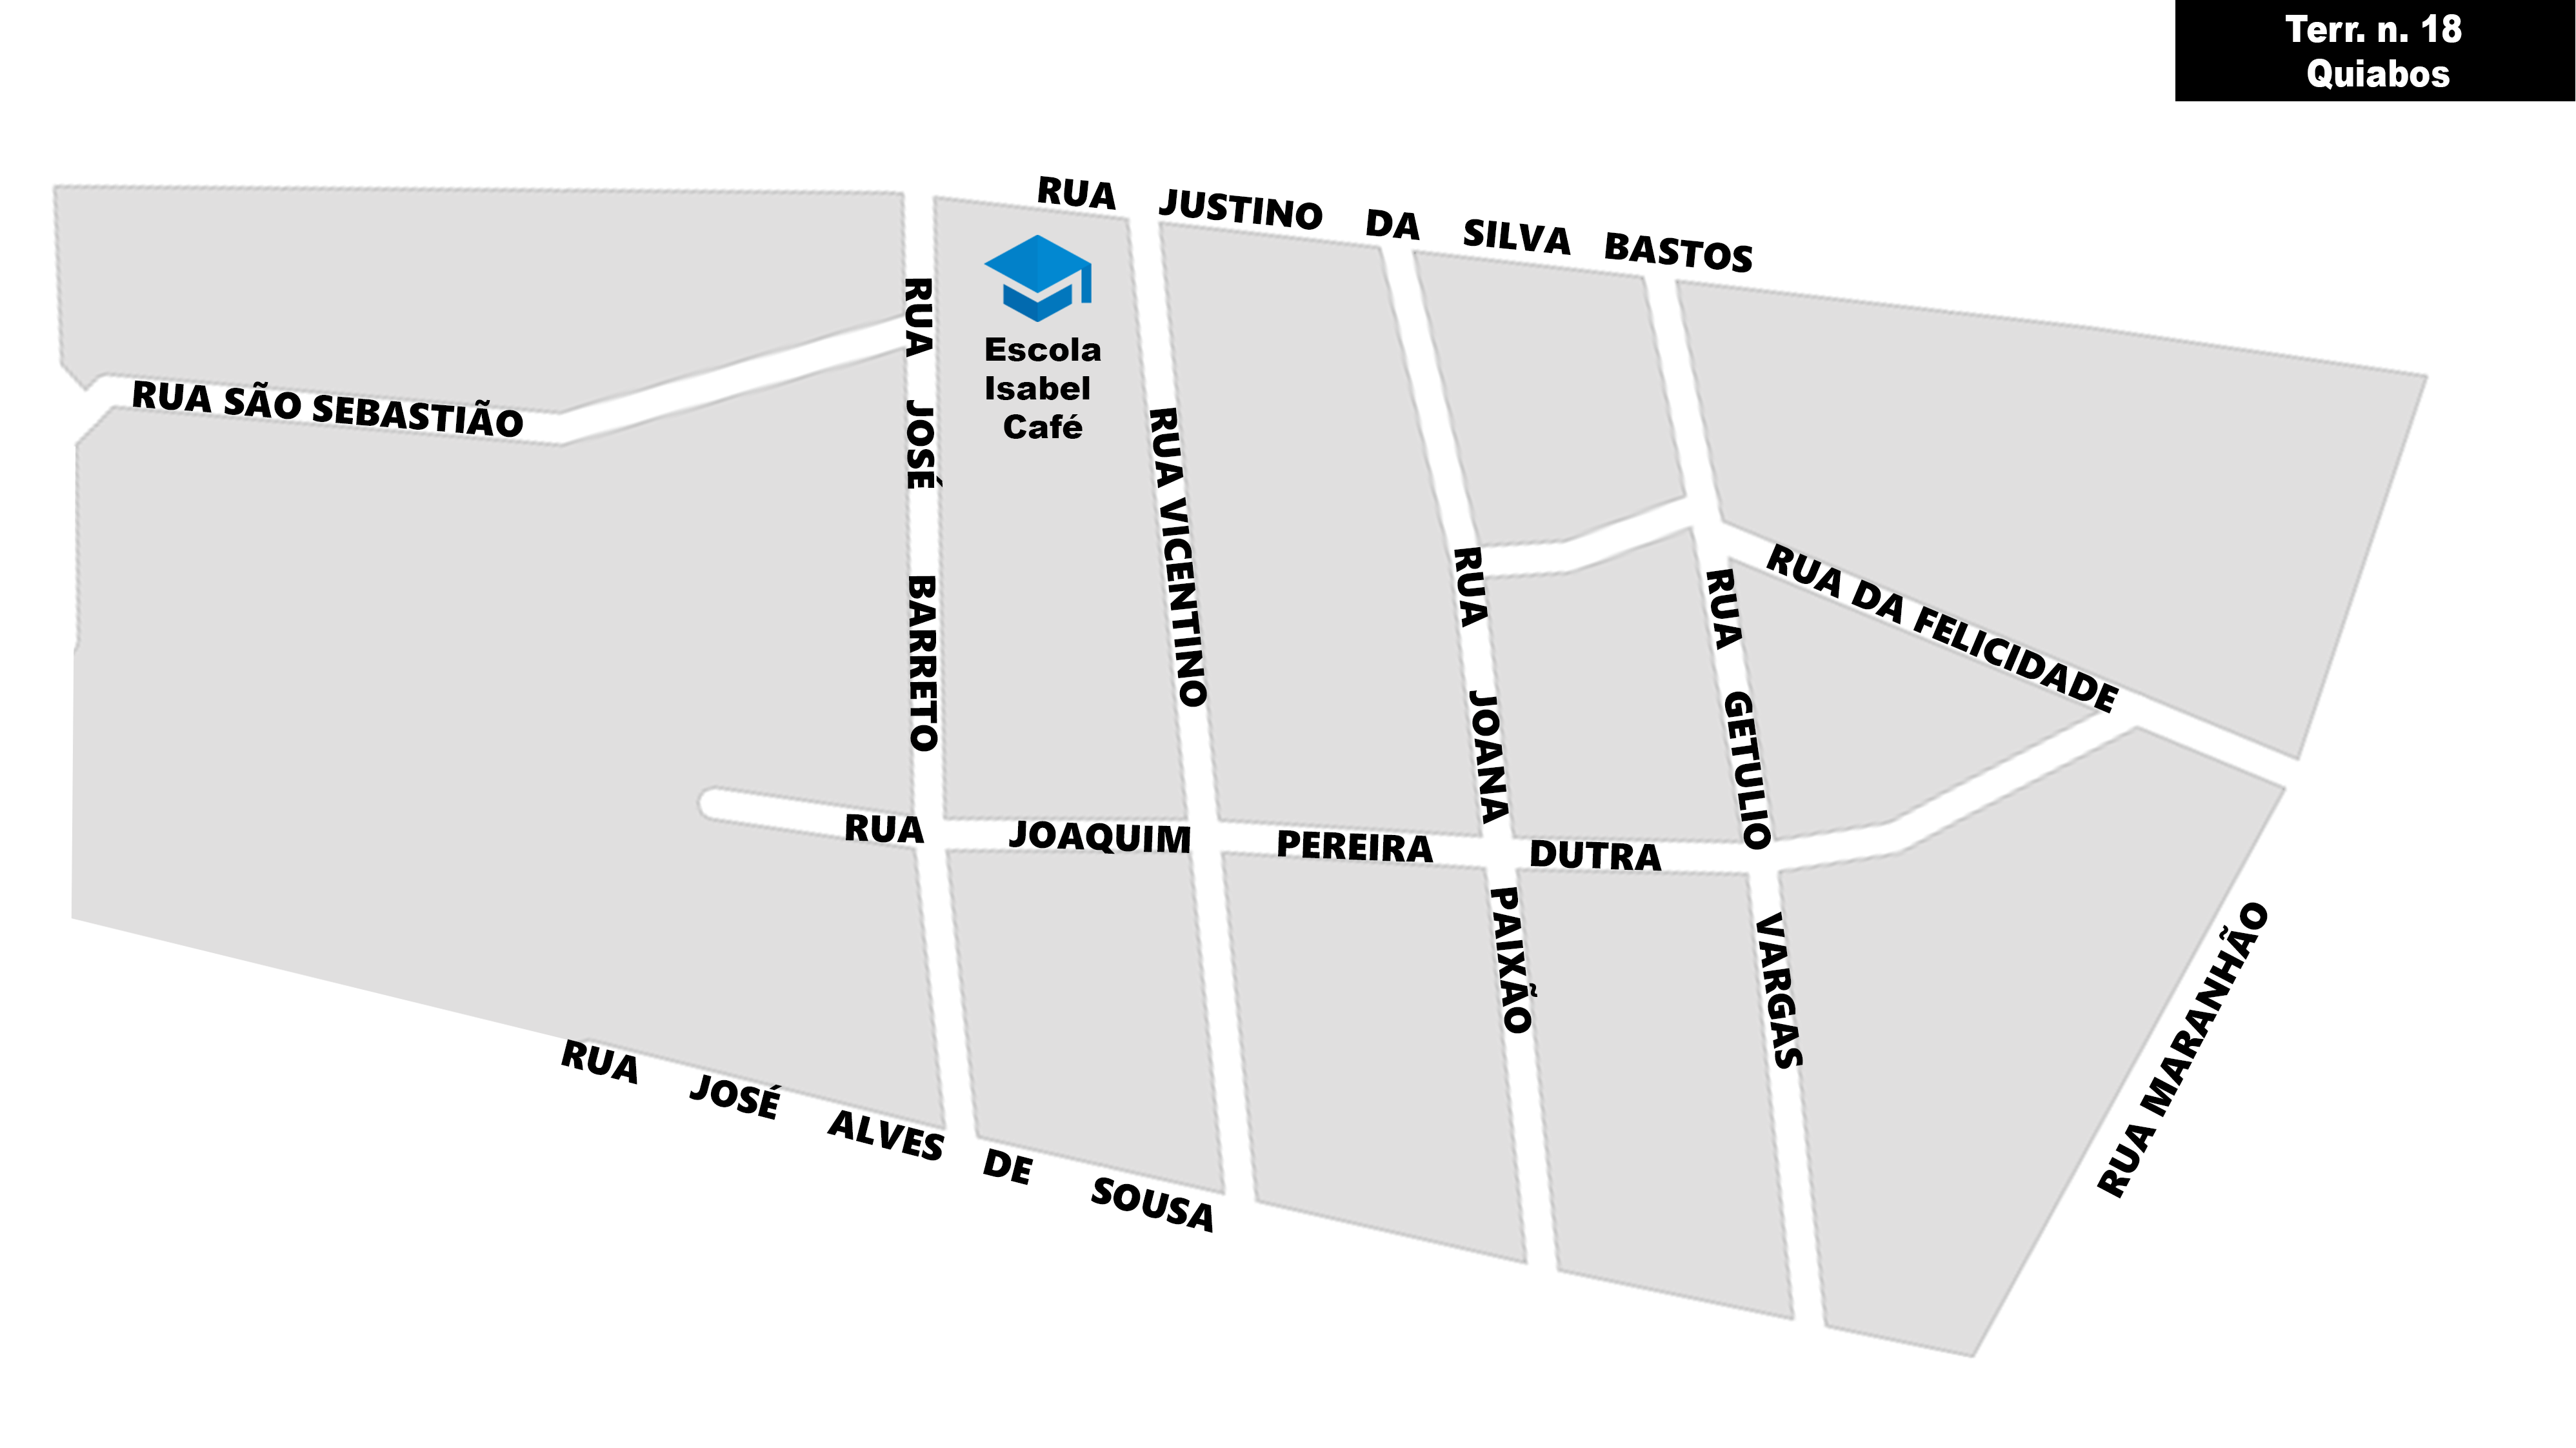 Terr. n. 18
Quiabos
RUA JUSTINO DA SILVA BASTOS
RUA SÃO SEBASTIÃO
RUA JOSÉ BARRETO
Escola
Isabel
Café
RUA VICENTINO
RUA JOANA PAIXÃO
RUA GETULIO VARGAS
RUA DA FELICIDADE
RUA JOAQUIM PEREIRA DUTRA
RUA MARANHÃO
RUA JOSÉ ALVES DE SOUSA